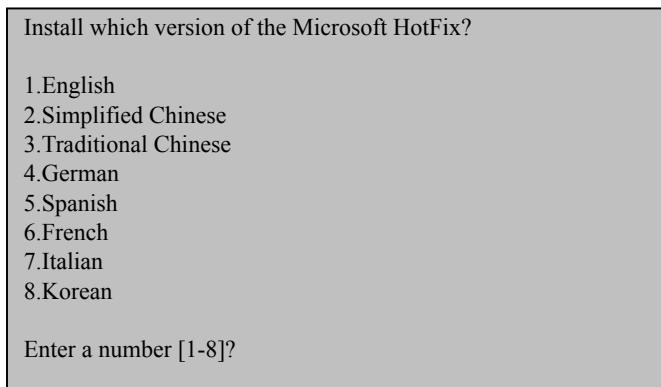 Install which version of the Microsoft HotFix?
1.English
2.Simplified Chinese
3.Traditional Chinese
4.German
5.Spanish
6.French
7.Italian
8.Korean
Enter a number [1-8]?